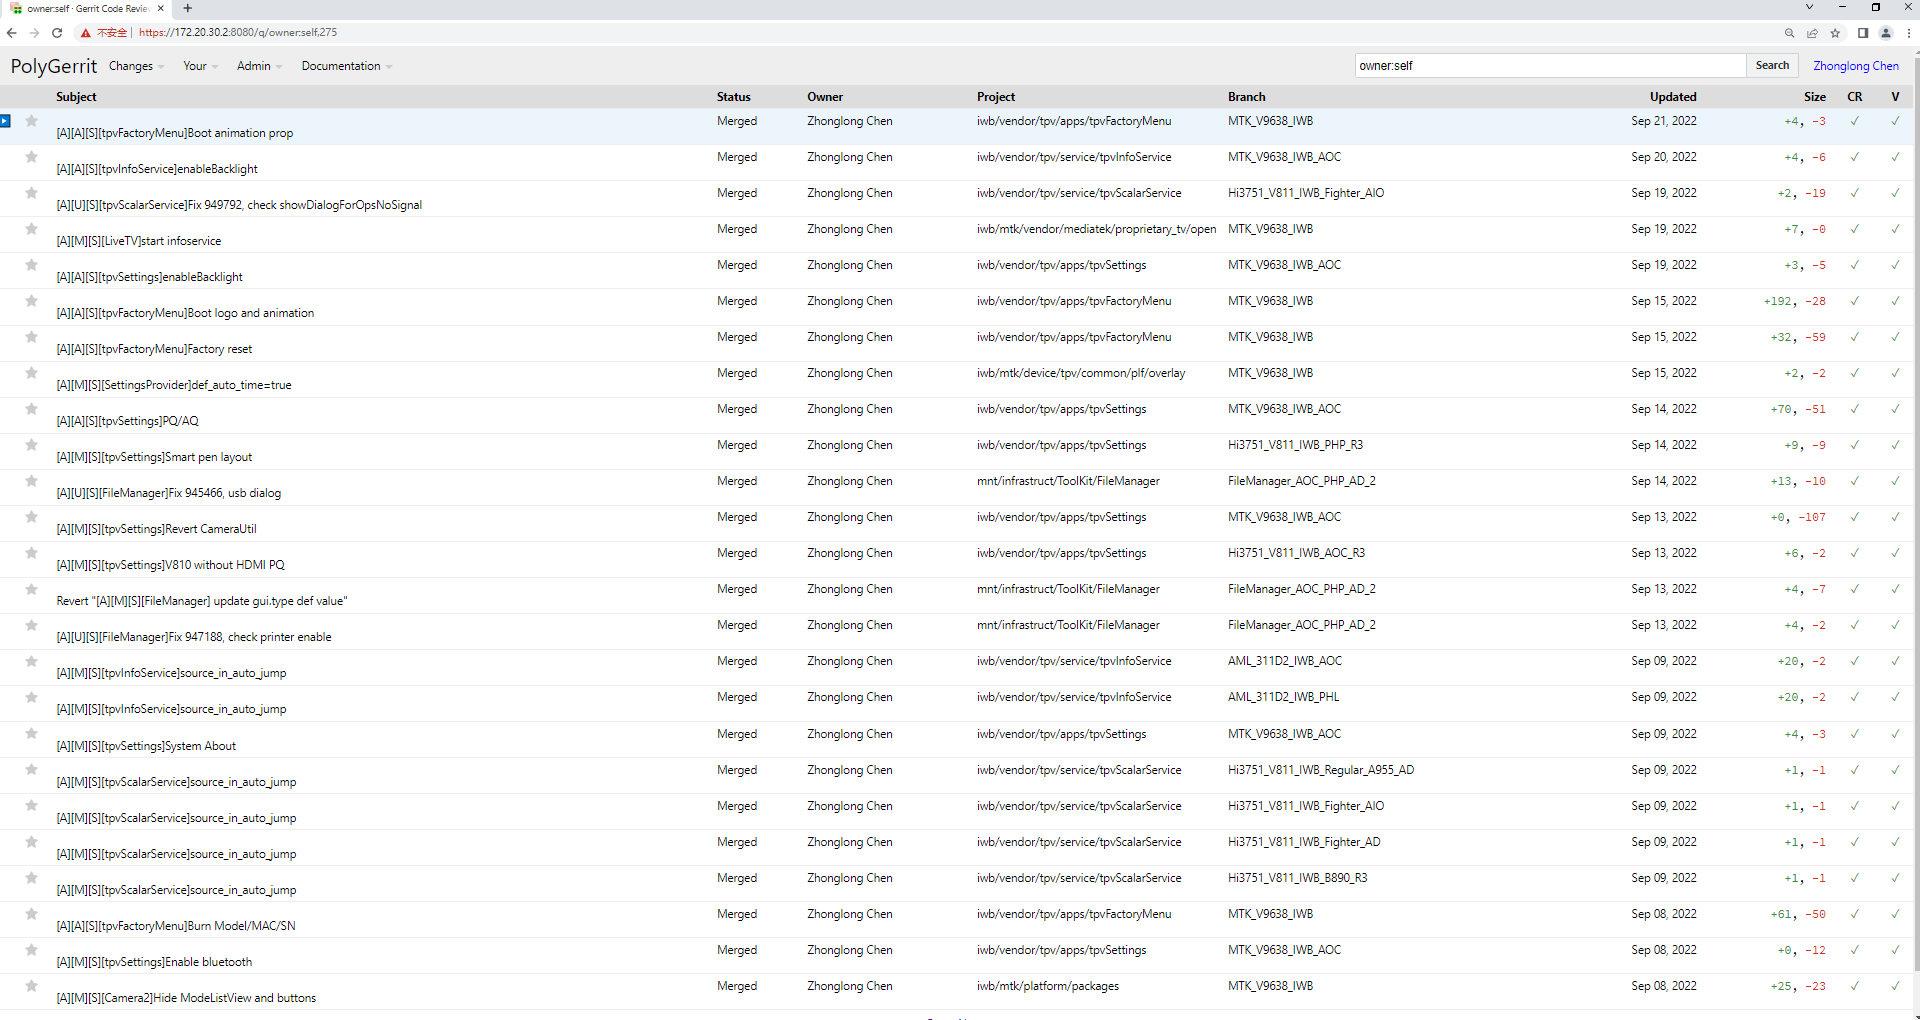 owner:self · Gerrit Code Revie
不安全 | https://172.20.30.2:8080/q/owner:self,275
PolyGerrit Changes Your Admin Documentation owner:self Search Zhonglong Chen
Subject Status Owner Project Branch Updated Size CR V
[A][A][S][tpvFactoryMenu]Boot animation prop Merged Zhonglong Chen iwb/vendor/tpv/apps/tpvFactoryMenu MTK_V9638_IWB Sep 21, 2022 +4, -3 ✓ ✓
[A][A][S][tpvInfoService]enableBacklight Merged Zhonglong Chen iwb/vendor/tpv/service/tpvInfoService MTK_V9638_IWB_AOC Sep 20, 2022 +4, -6 ✓ ✓
[A][U][S][tpvScalarService]Fix 949792, check showDialogForOpsNoSignal Merged Zhonglong Chen iwb/vendor/tpv/service/tpvScalarService Hi3751_V811_IWB_Fighter_AIO Sep 19, 2022 +2, -19 ✓ ✓
[A][M][S][LiveTV]start infoservice Merged Zhonglong Chen iwb/mtk/vendor/mediatek/proprietary_tv/open MTK_V9638_IWB Sep 19, 2022 +7, -0 ✓ ✓
[A][A][S][tpvSettings]enableBacklight Merged Zhonglong Chen iwb/vendor/tpv/apps/tpvSettings MTK_V9638_IWB_AOC Sep 19, 2022 +3, -5 ✓ ✓
[A][A][S][tpvFactoryMenu]Boot logo and animation Merged Zhonglong Chen iwb/vendor/tpv/apps/tpvFactoryMenu MTK_V9638_IWB Sep 15, 2022 +192, -28 ✓ ✓
[A][A][S][tpvFactoryMenu]Factory reset Merged Zhonglong Chen iwb/vendor/tpv/apps/tpvFactoryMenu MTK_V9638_IWB Sep 15, 2022 +32, -59 ✓ ✓
[A][M][S][SettingsProvider]def_auto_time=true Merged Zhonglong Chen iwb/mtk/device/tpv/common/plf/overlay MTK_V9638_IWB Sep 15, 2022 +2, -2 ✓ ✓
[A][A][S][tpvSettings]PQ/AQ Merged Zhonglong Chen iwb/vendor/tpv/apps/tpvSettings MTK_V9638_IWB_AOC Sep 14, 2022 +70, -51 ✓ ✓
[A][M][S][tpvSettings]Smart pen layout Merged Zhonglong Chen iwb/vendor/tpv/apps/tpvSettings Hi3751_V811_IWB_PHP_R3 Sep 14, 2022 +9, -9 ✓ ✓
[A][U][S][FileManager]Fix 945466, usb dialog Merged Zhonglong Chen mnt/infrastruct/ToolKit/FileManager FileManager_AOC_PHP_AD_2 Sep 14, 2022 +13, -10 ✓ ✓
[A][M][S][tpvSettings]Revert CameraUtil Merged Zhonglong Chen iwb/vendor/tpv/apps/tpvSettings MTK_V9638_IWB_AOC Sep 13, 2022 +0, -107 ✓ ✓
[A][M][S][tpvSettings]V810 without HDMI PQ Merged Zhonglong Chen iwb/vendor/tpv/apps/tpvSettings Hi3751_V811_IWB_AOC_R3 Sep 13, 2022 +6, -2 ✓ ✓
Revert "[A][M][S][FileManager] update gui.type def value" Merged Zhonglong Chen mnt/infrastruct/ToolKit/FileManager FileManager_AOC_PHP_AD_2 Sep 13, 2022 +4, -7 ✓ ✓
[A][U][S][FileManager]Fix 947188, check printer enable Merged Zhonglong Chen mnt/infrastruct/ToolKit/FileManager FileManager_AOC_PHP_AD_2 Sep 13, 2022 +4, -2 ✓ ✓
[A][M][S][tpvInfoService]source_in_auto_jump Merged Zhonglong Chen iwb/vendor/tpv/service/tpvInfoService AML_311D2_IWB_AOC Sep 09, 2022 +20, -2 ✓ ✓
[A][M][S][tpvInfoService]source_in_auto_jump Merged Zhonglong Chen iwb/vendor/tpv/service/tpvInfoService AML_311D2_IWB_PHL Sep 09, 2022 +20, -2 ✓ ✓
[A][M][S][tpvSettings]System About Merged Zhonglong Chen iwb/vendor/tpv/apps/tpvSettings MTK_V9638_IWB_AOC Sep 09, 2022 +4, -3 ✓ ✓
[A][M][S][tpvScalarService]source_in_auto_jump Merged Zhonglong Chen iwb/vendor/tpv/service/tpvScalarService Hi3751_V811_IWB_Regular_A955_AD Sep 09, 2022 +1, -1 ✓ ✓
[A][M][S][tpvScalarService]source_in_auto_jump Merged Zhonglong Chen iwb/vendor/tpv/service/tpvScalarService Hi3751_V811_IWB_Fighter_AIO Sep 09, 2022 +1, -1 ✓ ✓
[A][M][S][tpvScalarService]source_in_auto_jump Merged Zhonglong Chen iwb/vendor/tpv/service/tpvScalarService Hi3751_V811_IWB_Fighter_AD Sep 09, 2022 +1, -1 ✓ ✓
[A][M][S][tpvScalarService]source_in_auto_jump Merged Zhonglong Chen iwb/vendor/tpv/service/tpvScalarService Hi3751_V811_IWB_B890_R3 Sep 09, 2022 +1, -1 ✓ ✓
[A][A][S][tpvFactoryMenu]Burn Model/MAC/SN Merged Zhonglong Chen iwb/vendor/tpv/apps/tpvFactoryMenu MTK_V9638_IWB Sep 08, 2022 +61, -50 ✓ ✓
[A][M][S][tpvSettings]Enable bluetooth Merged Zhonglong Chen iwb/vendor/tpv/apps/tpvSettings MTK_V9638_IWB_AOC Sep 08, 2022 +0, -12 ✓ ✓
[A][M][S][Camera2]Hide ModeListView and buttons Merged Zhonglong Chen iwb/mtk/platform/packages MTK_V9638_IWB Sep 08, 2022 +25, -23 ✓ ✓